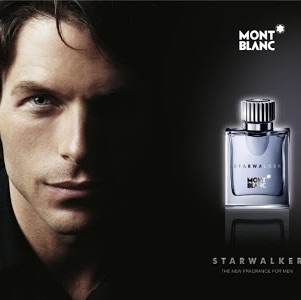 MONT
BLANC
STARWALKER
MONT
BLANC
STARWALKER
THE NEW FRAGRANCE FOR MEN